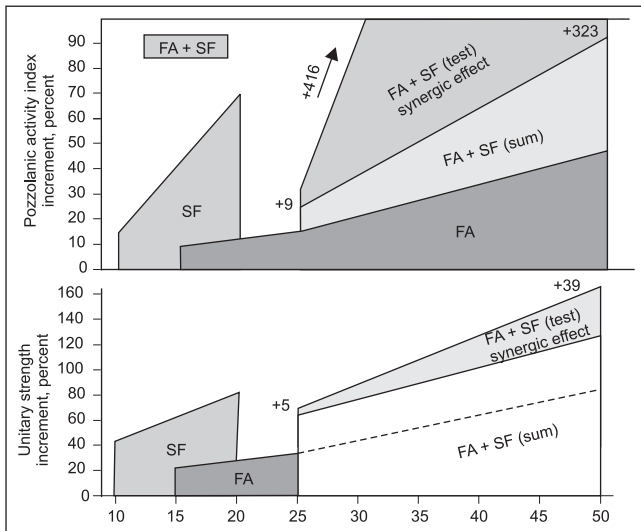 FA + SF
Pozzolanic activity index
increment, percent
90
80
70
60
50
40
30
20
10
0
+416
+323
FA + SF (test)
synergic effect
FA + SF (sum)
SF
+9
FA
Unitary strength
increment, percent
160
140
120
100
80
60
40
20
0
+39
FA + SF (test)
synergic effect
+5
SF
FA
FA + SF (sum)
10 15 20 25 30 35 40 45 50